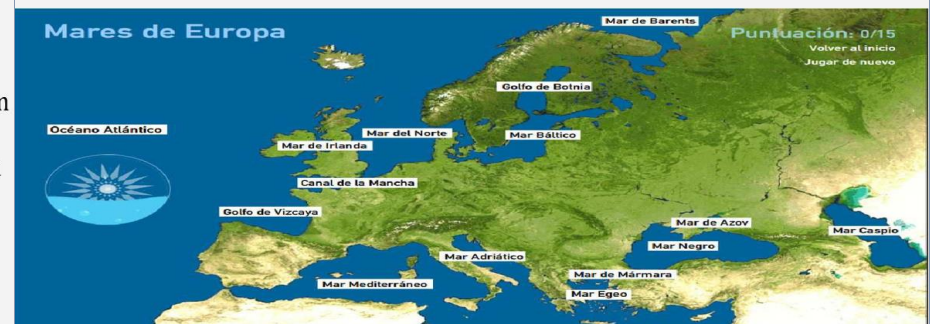 Mar de Barents
Mares de Europa
Puntuación: 0/15
Volver al inicio
Jugar de nuevo
Golfo de Botnia
Océano Atlántico
Mar del Norte
Mar Báltico
Mar de Irlanda
Canal de la Mancha
Golfo de Vizcaya
Mar de Azov
Mar Caspio
Mar Negro
Mar Adriático
Mar de Mármara
Mar Mediterráneo
Mar Egeo